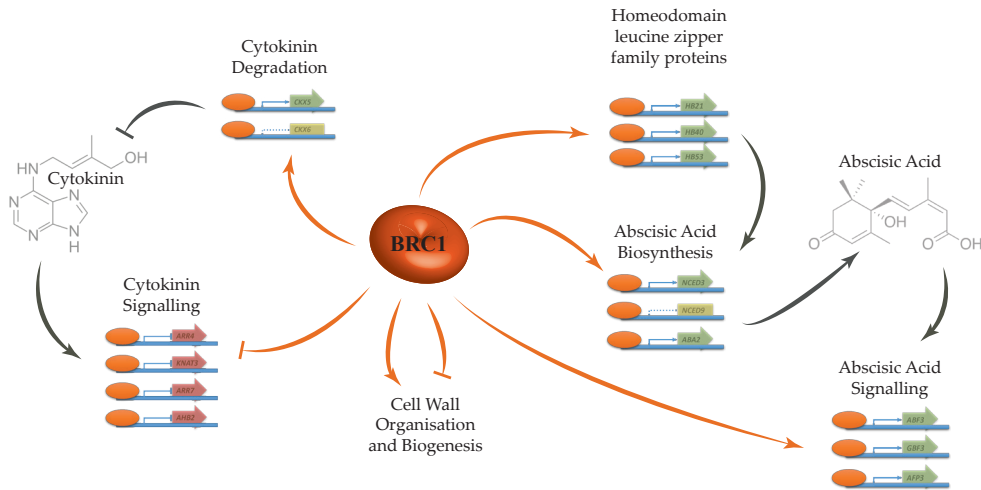 Cytokinin
Degradation
CKX5
CKX6
Homeodomain
leucine zipper
family proteins
HB21
HB40
HB53
OH
HN
Cytokinin
N
N
N
N
N
H
Abscisic Acid
OH
O
O
OH
BRC1
Abscisic Acid
Biosynthesis
NCED3
NCED9
ABA2
Cytokinin
Signalling
ARR4
KNAT1
ARR7
AHB2
Cell Wall
Organisation
and Biogenesis
Abscisic Acid
Signalling
ABF3
GBF3
AFP3